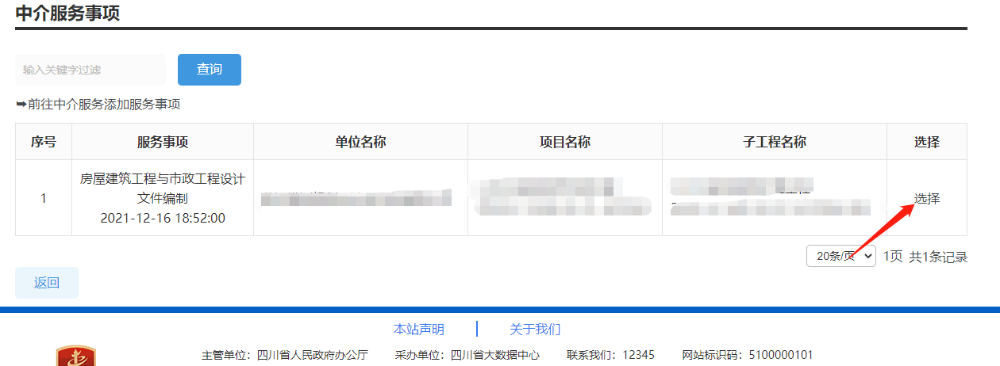 中介服务事项
输入关键字过滤
查询
➥前往中介服务添加服务事项
序号 服务事项 单位名称 项目名称 子工程名称 选择
1 房屋建筑工程与市政工程设计
文件编制
2021-12-16 18:52:00
选择
20条/页 1页 共1条记录
返回
本站声明 | 关于我们
主管单位：四川省人民政府办公厅 采办单位：四川省大数据中心 联系我们：12345 网站标识码：5100000101